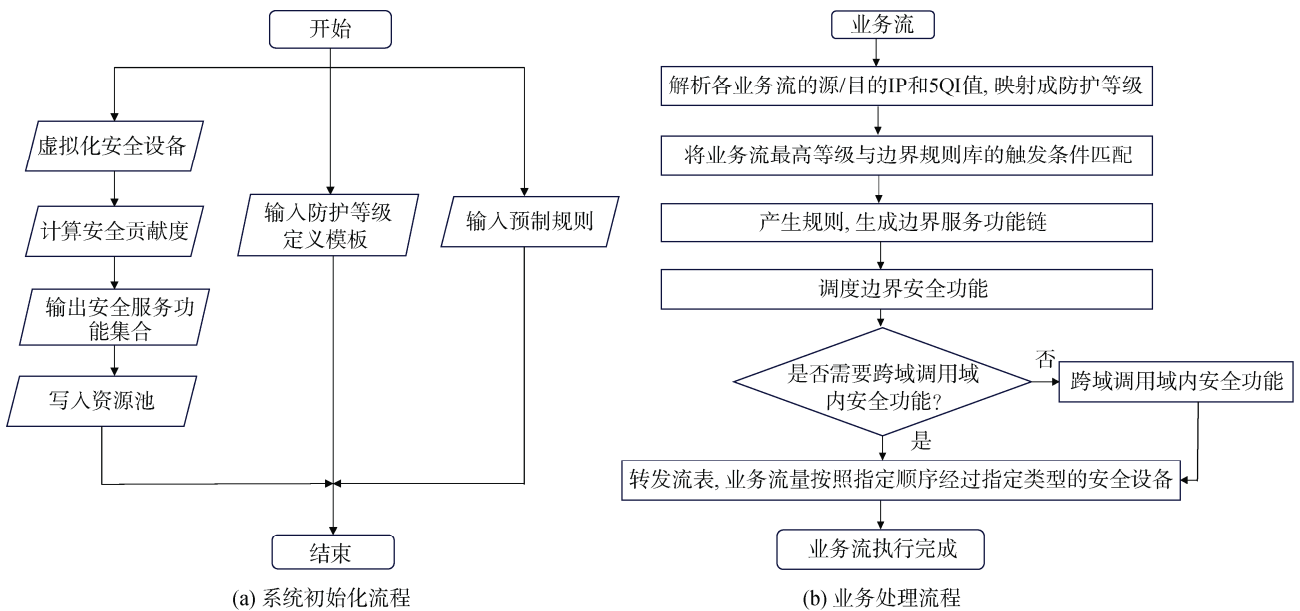 开始
虚拟化安全设备
计算安全贡献度
输出安全服务功
能集合
写入资源池
输入防护等级
定义模板
输入预制规则
结束
(a) 系统初始化流程
业务流
解析各业务流的源/目的IP和5QI值, 映射成防护等级
将业务流最高等级与边界规则库的触发条件匹配
产生规则, 生成边界服务功能链
调度边界安全功能
是否需要跨域调用域
内安全功能?
否
跨域调用域内安全功能
是
转发流表, 业务流量按照指定顺序经过指定类型的安全设备
业务流执行完成
(b) 业务处理流程